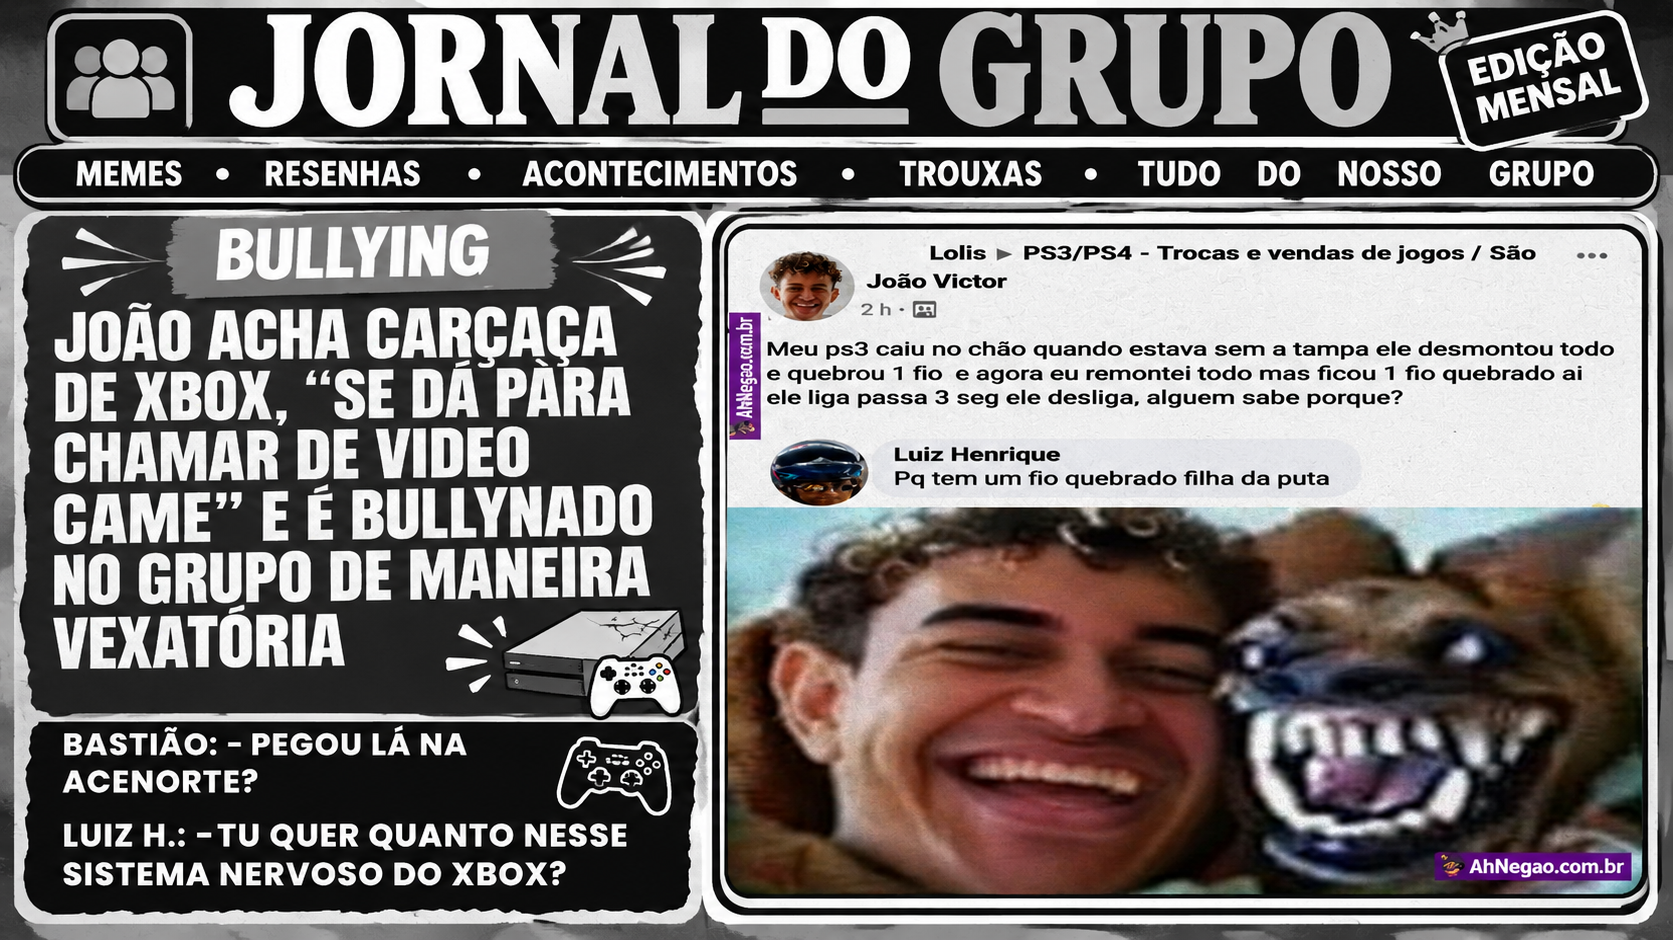 JORNAL DO GRUPO
EDIÇÃO
MENSAL
MEMES • RESENHAS • ACONTECIMENTOS • TROUXAS • TUDO DO NOSSO GRUPO
BULLYING
JOÃO ACHA CARÇAÇA
DE XBOX, “SE DÁ PÀRA
CHAMAR DE VIDEO
GAME” E É BULLYNADO
NO GRUPO DE MANEIRA
VEXATÓRIA
BASTIÃO: - PEGOU LÁ NA
ACENORTE?
LUIZ H.: -TU QUER QUANTO NESSE
SISTEMA NERVOSO DO XBOX?
Lolis ▶ PS3/PS4 - Trocas e vendas de jogos / São
João Victor
2 h ·
AhNegao.com.br
Meu ps3 caiu no chão quando estava sem a tampa ele desmontou todo
e quebrou 1 fio e agora eu remontei todo mas ficou 1 fio quebrado ai
ele liga passa 3 seg ele desliga, alguem sabe porque?
Luiz Henrique
Pq tem um fio quebrado filha da puta
AhNegao.com.br